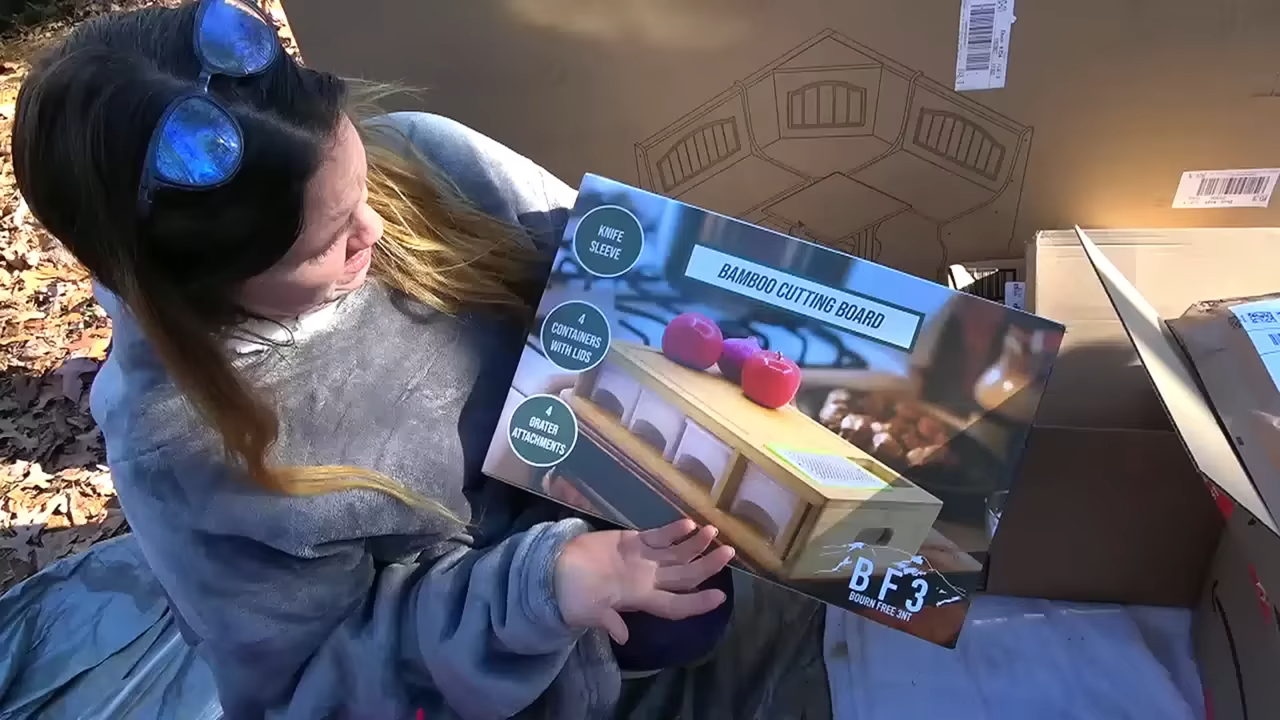 KNIFE
SLEEVE
BAMBOO CUTTING BOARD
4
CONTAINERS
WITH LIDS
4
GRATER
ATTACHMENTS
BF3
BOURN FREE 3NT